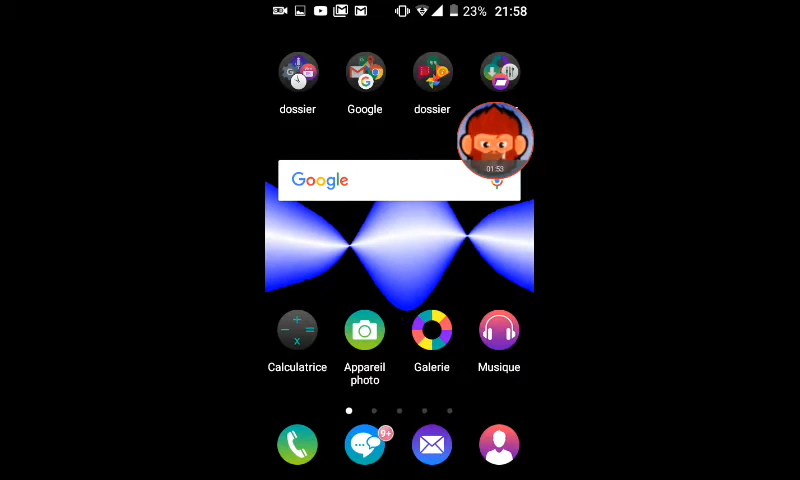 23% 21:58
dossier Google dossier
01:53
Google
Calculatrice Appareil photo Galerie Musique
9+